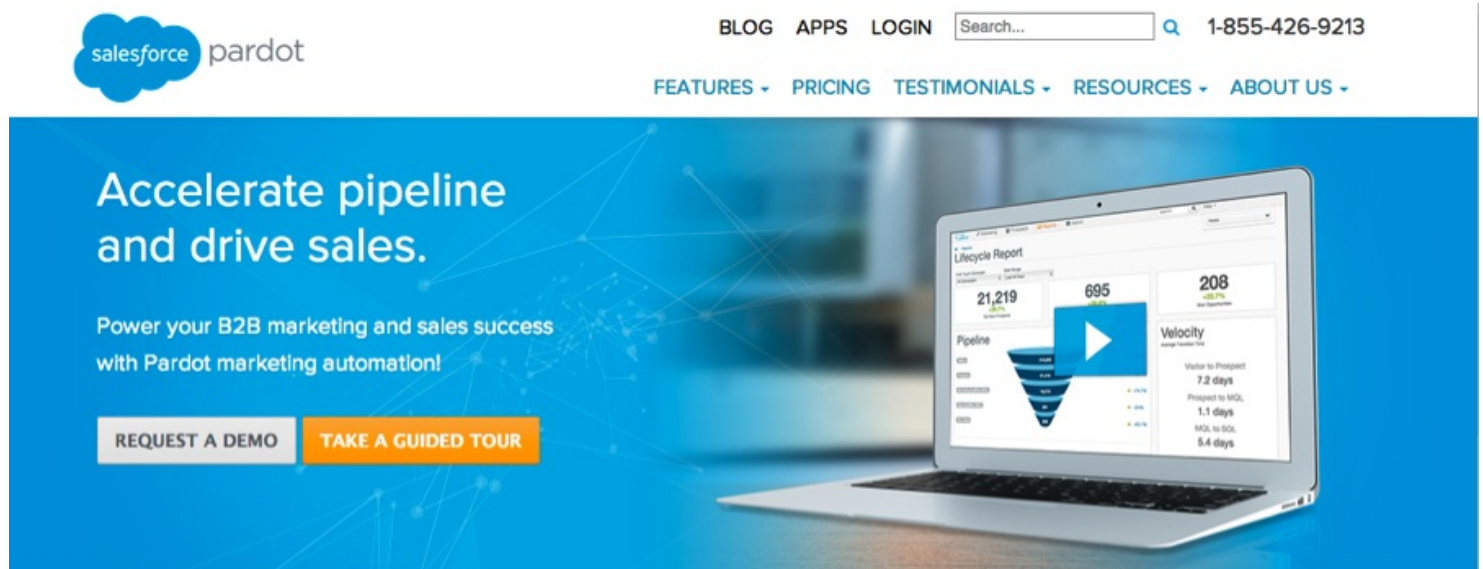 salesforce pardot
BLOG APPS LOGIN Search... 1-855-426-9213
FEATURES PRICING TESTIMONIALS RESOURCES ABOUT US
Accelerate pipeline
and drive sales.
Power your B2B marketing and sales success
with Pardot marketing automation!
REQUEST A DEMO TAKE A GUIDED TOUR
Lifecycle Report
21,219
695
208
Pipeline
Velocity
Visitor to Prospect
7.2 days
Prospect to MQL
1.1 days
MQL to SQL
5.4 days